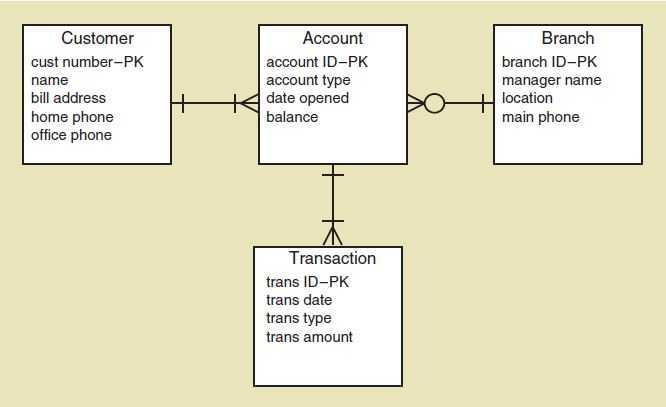 Customer
cust number–PK
name
bill address
home phone
office phone
Account
account ID–PK
account type
date opened
balance
Branch
branch ID–PK
manager name
location
main phone
Transaction
trans ID–PK
trans date
trans type
trans amount